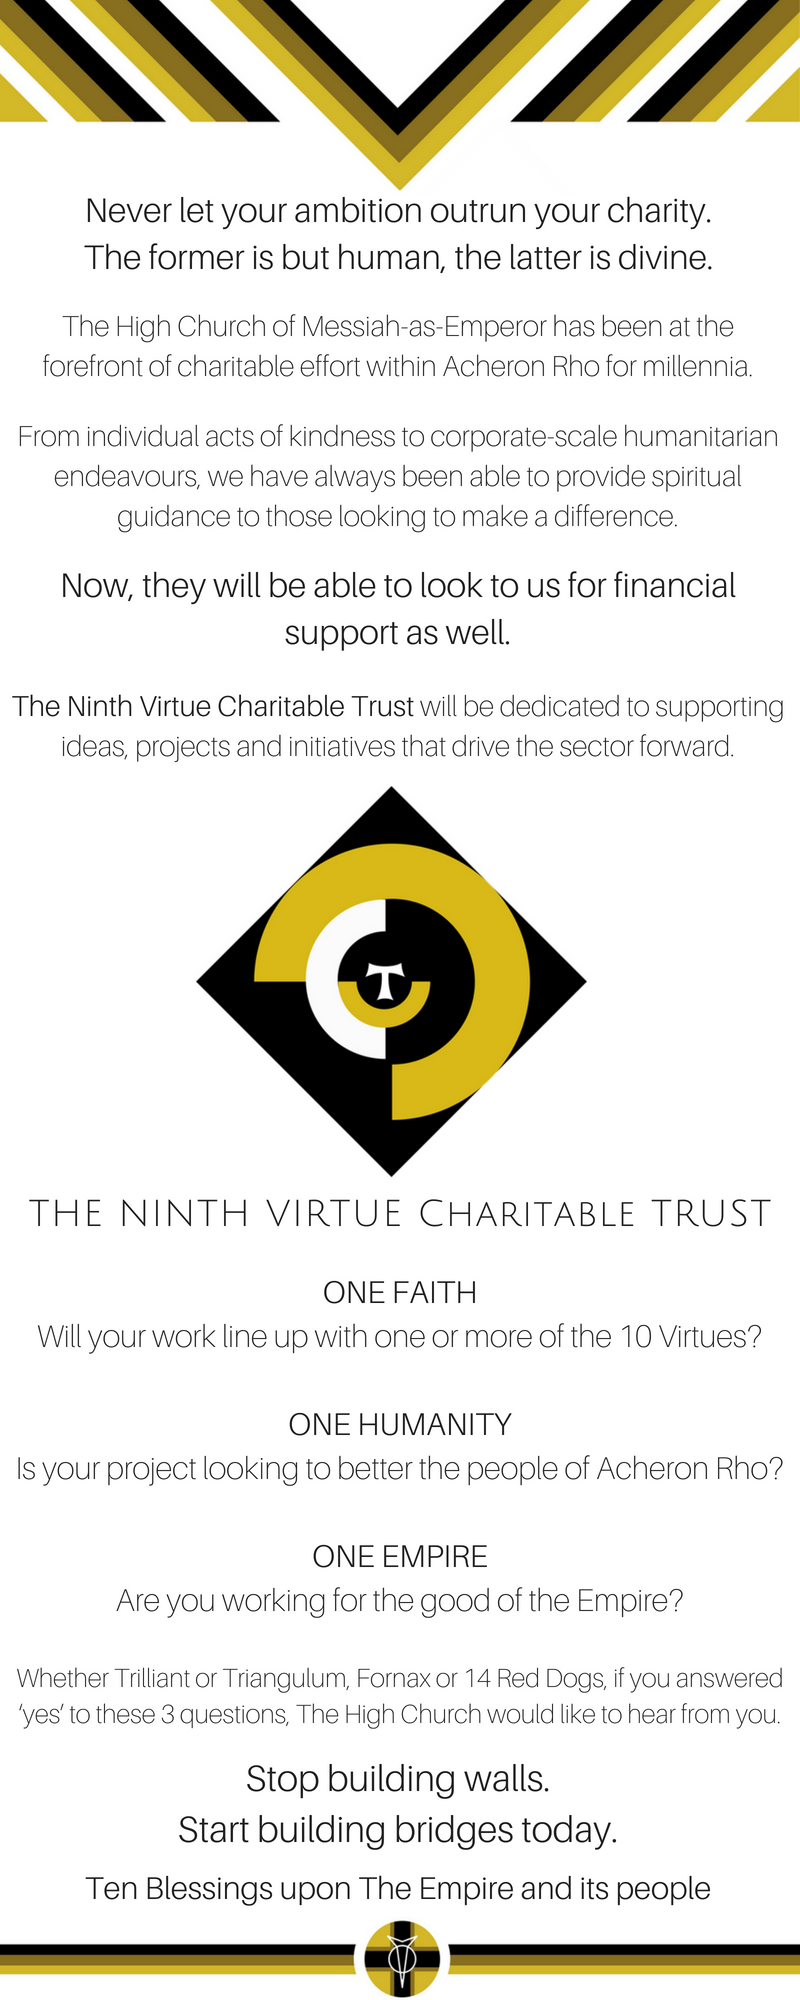 Never let your ambition outrun your charity.
The former is but human, the latter is divine.
The High Church of Messiah-as-Emperor has been at the
forefront of charitable effort within Acheron Rho for millennia.
From individual acts of kindness to corporate-scale humanitarian
endeavours, we have always been able to provide spiritual
guidance to those looking to make a difference.
Now, they will be able to look to us for financial
support as well.
The Ninth Virtue Charitable Trust will be dedicated to supporting
ideas, projects and initiatives that drive the sector forward.
T
THE NINTH VIRTUE CHARITABLE TRUST
ONE FAITH
Will your work line up with one or more of the 10 Virtues?
ONE HUMANITY
Is your project looking to better the people of Acheron Rho?
ONE EMPIRE
Are you working for the good of the Empire?
Whether Trilliant or Triangulum, Fornax or 14 Red Dogs, if you answered
‘yes’ to these 3 questions, The High Church would like to hear from you.
Stop building walls.
Start building bridges today.
Ten Blessings upon The Empire and its people